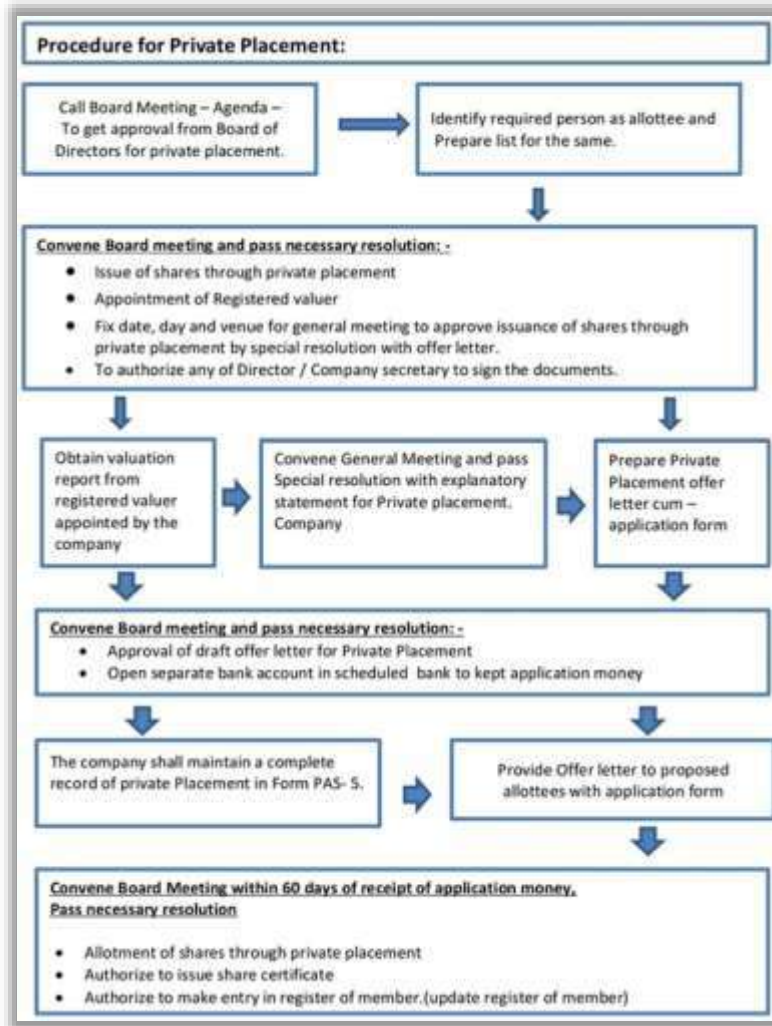 Procedure for Private Placement:
Call Board Meeting – Agenda –
To get approval from Board of
Directors for private placement.
Identify required person as allottee and
Prepare list for the same.
Convene Board meeting and pass necessary resolution: -
• Issue of shares through private placement
• Appointment of Registered valuer
• Fix date, day and venue for general meeting to approve issuance of shares through
private placement by special resolution with offer letter.
• To authorize any of Director / Company secretary to sign the documents.
Obtain valuation
report from
registered valuer
appointed by the
company
Convene General Meeting and pass
Special resolution with explanatory
statement for Private placement.
Company
Prepare Private
Placement offer
letter cum –
application form
Convene Board meeting and pass necessary resolution: -
• Approval of draft offer letter for Private Placement
• Open separate bank account in scheduled bank to kept application money
The company shall maintain a complete
record of private Placement in Form PAS- 5.
Provide Offer letter to proposed
allottees with application form
Convene Board Meeting within 60 days of receipt of application money,
Pass necessary resolution
• Allotment of shares through private placement
• Authorize to issue share certificate
• Authorize to make entry in register of member.(update register of member)